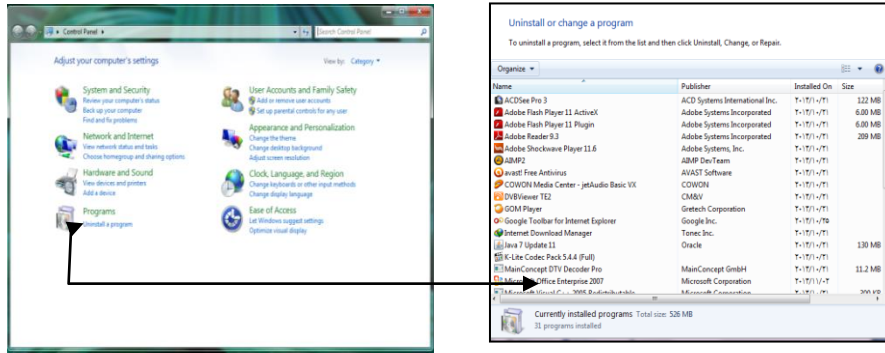 Control Panel
Search Control Panel
Adjust your computer's settings
View by: Category
System and Security
Review your computer's status
Back up your computer
Find and fix problems
Network and Internet
View network status and tasks
Choose homegroup and sharing options
Hardware and Sound
View devices and printers
Add a device
Programs
Uninstall a program
User Accounts and Family Safety
Add or remove user accounts
Set up parental controls for any user
Appearance and Personalization
Change the theme
Change desktop background
Adjust screen resolution
Clock, Language, and Region
Change keyboards or other input methods
Change display language
Ease of Access
Let Windows suggest settings
Optimize visual display
Uninstall or change a program
To uninstall a program, select it from the list and then click Uninstall, Change, or Repair.
Organize
Name Publisher Installed On Size
ACDSee Pro 3 ACD Systems International Inc. 122 MB
Adobe Flash Player 11 ActiveX Adobe Systems Incorporated 6.00 MB
Adobe Flash Player 11 Plugin Adobe Systems Incorporated 6.00 MB
Adobe Reader 9.3 Adobe Systems Incorporated 209 MB
Adobe Shockwave Player 11.6 Adobe Systems, Inc.
AIMP2 AIMP DevTeam
avast! Free Antivirus AVAST Software
COWON Media Center - jetAudio Basic VX COWON
DVBViewer TE2 CM&V
GOM Player Gretech Corporation
Google Toolbar for Internet Explorer Google Inc.
Internet Download Manager Tonec Inc.
Java 7 Update 11 Oracle 130 MB
K-Lite Codec Pack 5.4.4 (Full)
MainConcept DTV Decoder Pro MainConcept GmbH 11.2 MB
Microsoft Office Enterprise 2007 Microsoft Corporation
Microsoft Visual C++ 2005 Redistributable Microsoft Corporation 300 KB
Currently installed programs Total size: 526 MB
31 programs installed